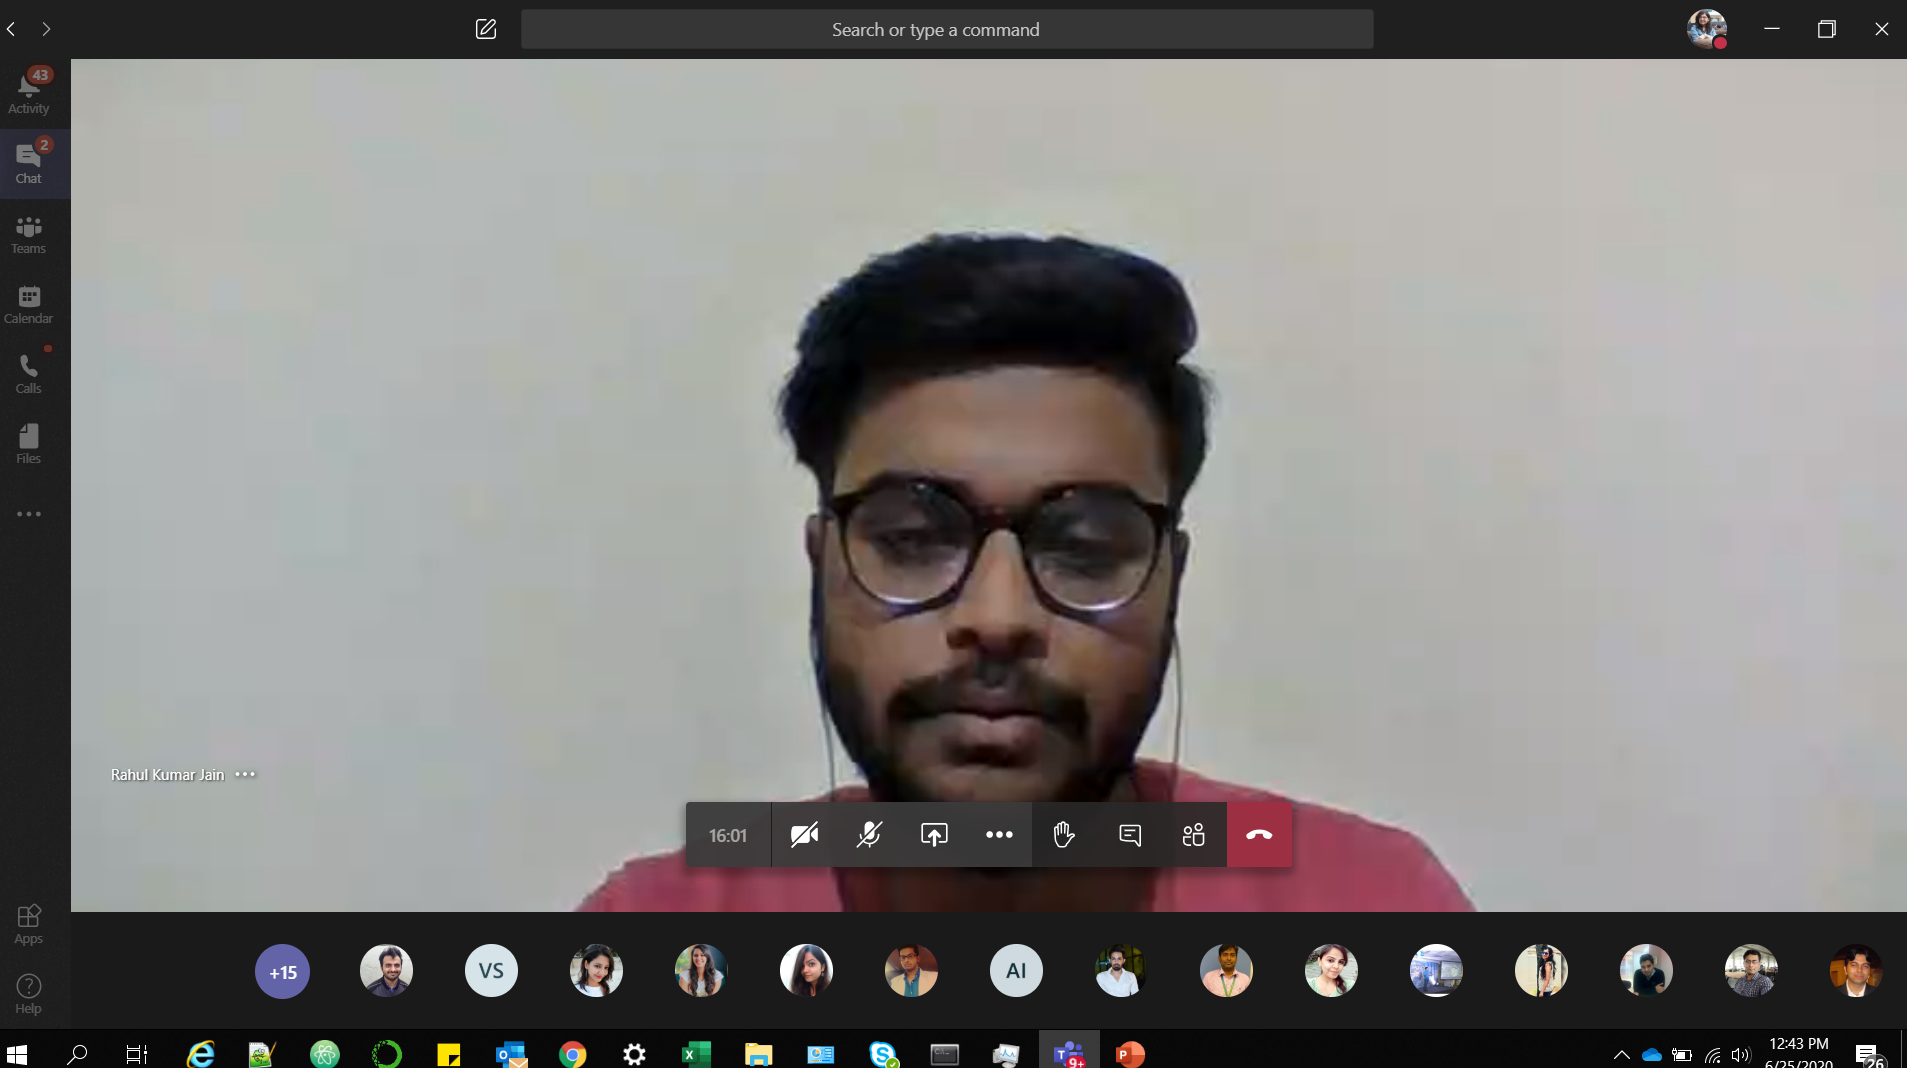 Search or type a command
43
Activity
2
Chat
Teams
Calendar
Calls
Files
Rahul Kumar Jain
16:01
Apps
Help
+15
VS
AI
9+
12:43 PM
6/25/2020
26